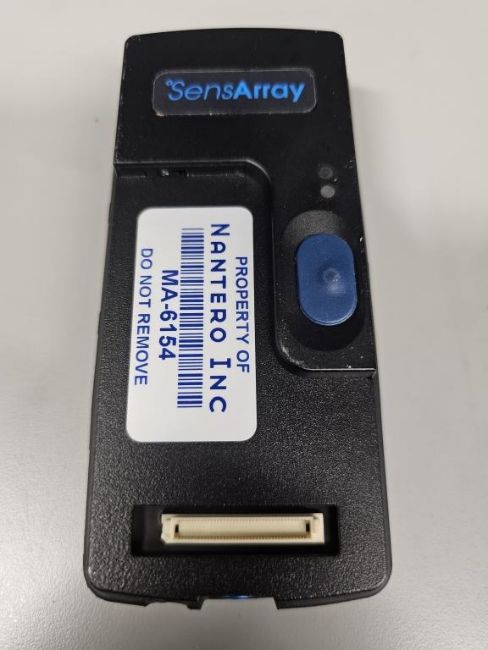 °SensArray
PROPERTY OF
NANTERO INC
MA-6154
DO NOT REMOVE